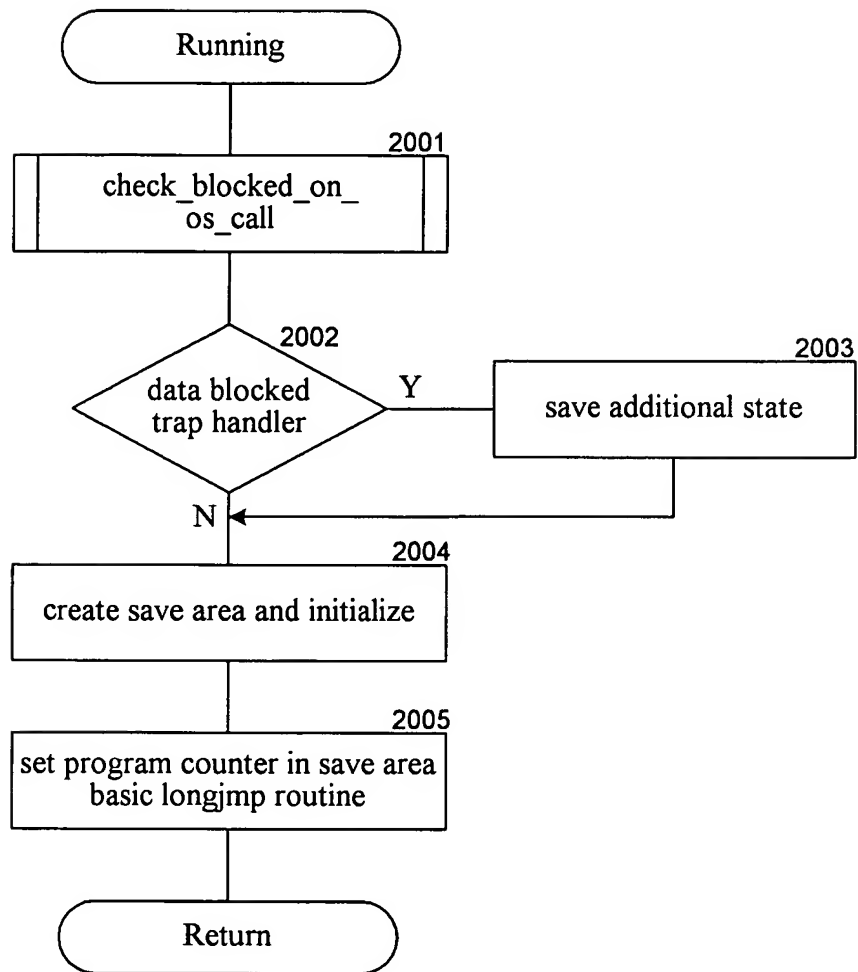 Running
2001
check_blocked_on_
os_call
2002
data blocked
trap handler
Y
2003
save additional state
N
2004
create save area and initialize
2005
set program counter in save area
basic longjmp routine
Return